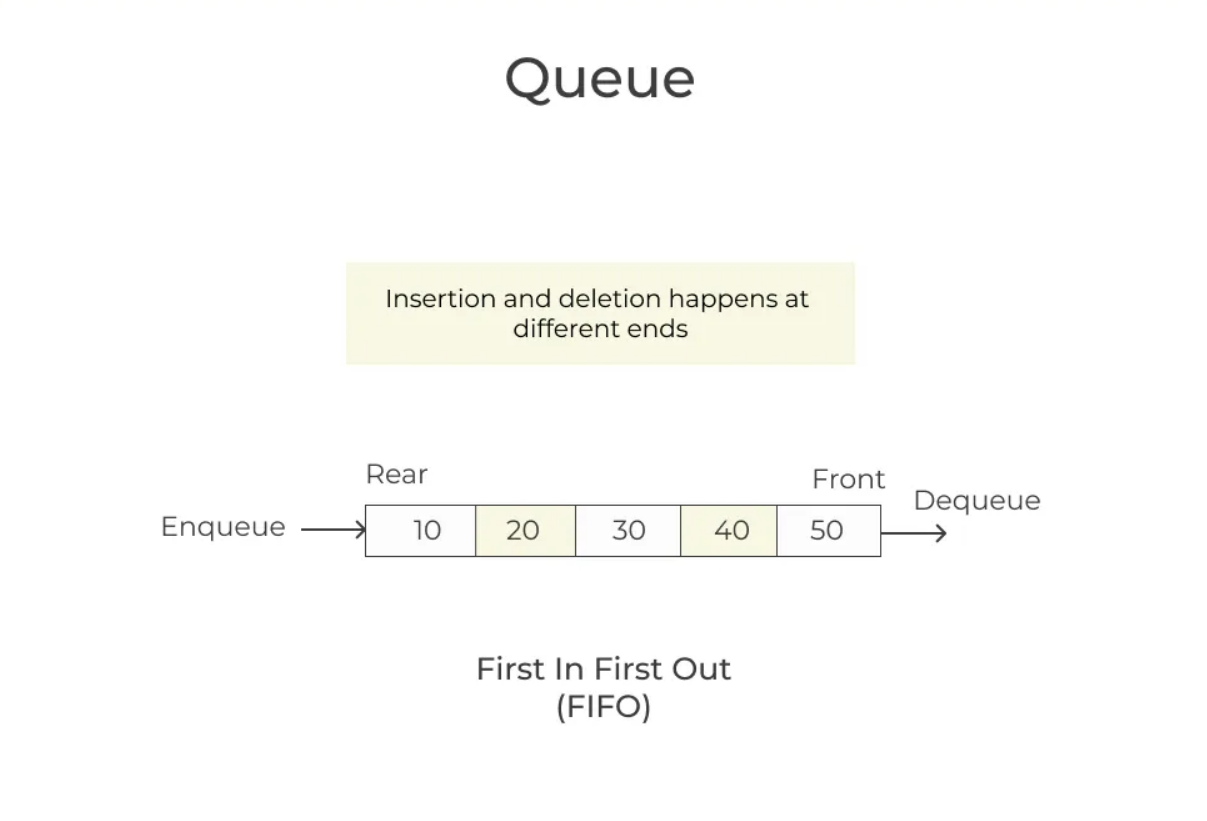 Queue
Insertion and deletion happens at
different ends
Rear
Front
Dequeue
Enqueue
10 20 30 40 50
First In First Out
(FIFO)